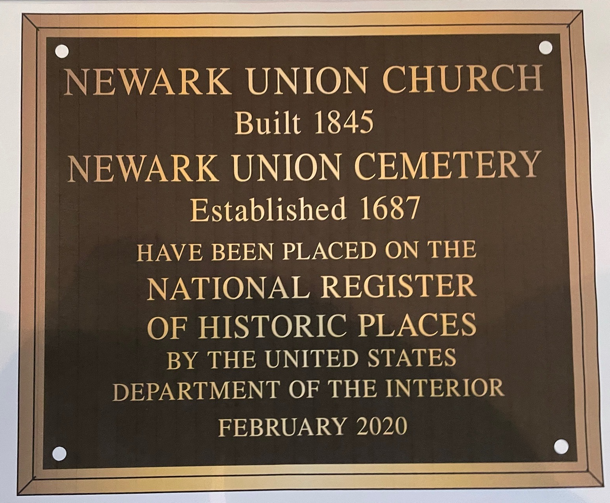 NEWARK UNION CHURCH
Built 1845
NEWARK UNION CEMETERY
Established 1687
HAVE BEEN PLACED ON THE
NATIONAL REGISTER
OF HISTORIC PLACES
BY THE UNITED STATES
DEPARTMENT OF THE INTERIOR
FEBRUARY 2020